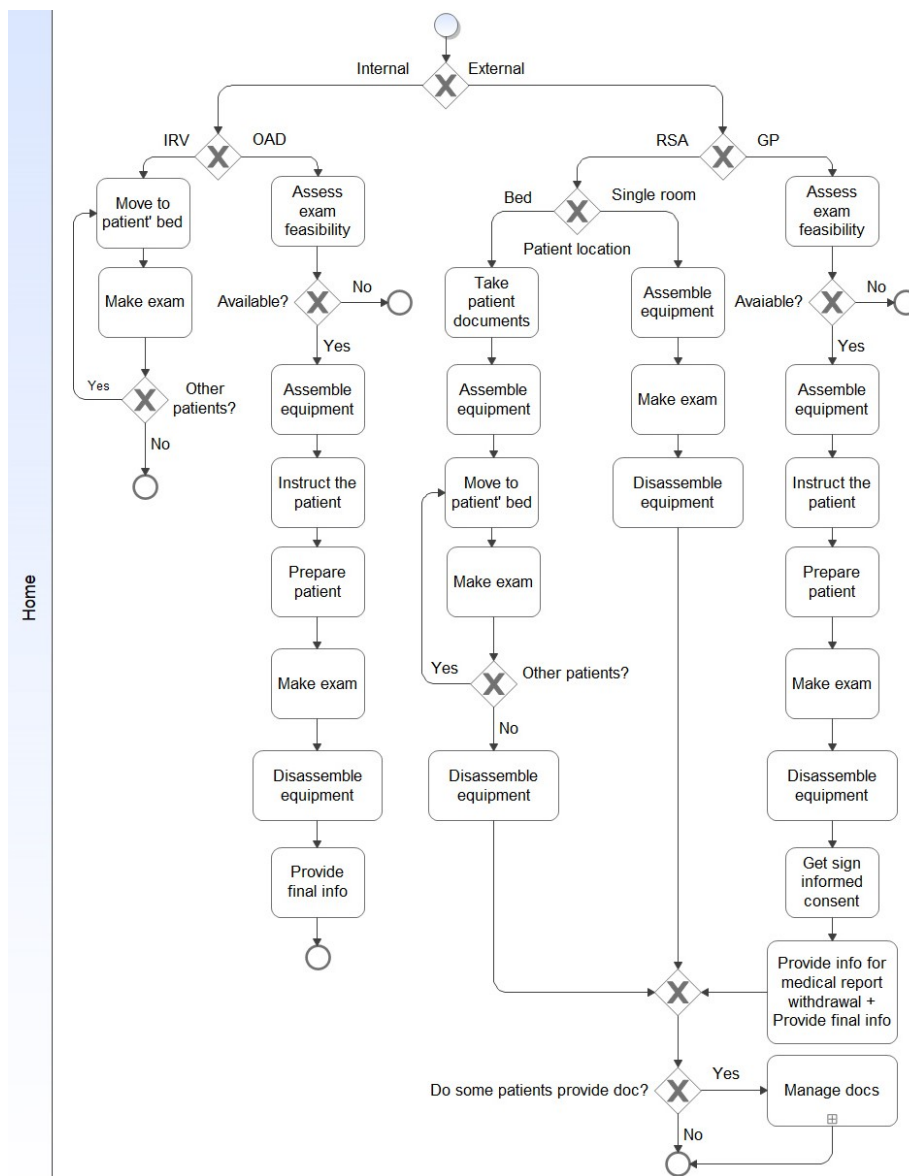 Home
Internal
External
IRV
OAD
RSA
GP
Move to
patient' bed
Assess
exam
feasibility
Bed
Single room
Patient location
Assess
exam
feasibility
Make exam
Available?
No
Yes
Take
patient
documents
Assemble
equipment
Avaiable?
No
Yes
Yes
Other
patients?
No
Assemble
equipment
Assemble
equipment
Make exam
Assemble
equipment
Instruct the
patient
Move to
patient' bed
Disassemble
equipment
Instruct the
patient
Prepare
patient
Make exam
Prepare
patient
Make exam
Yes
Other patients?
No
Make exam
Disassemble
equipment
Disassemble
equipment
Disassemble
equipment
Provide
final info
Get sign
informed
consent
Provide info for
medical report
withdrawal +
Provide final info
Do some patients provide doc?
Yes
Manage docs
No